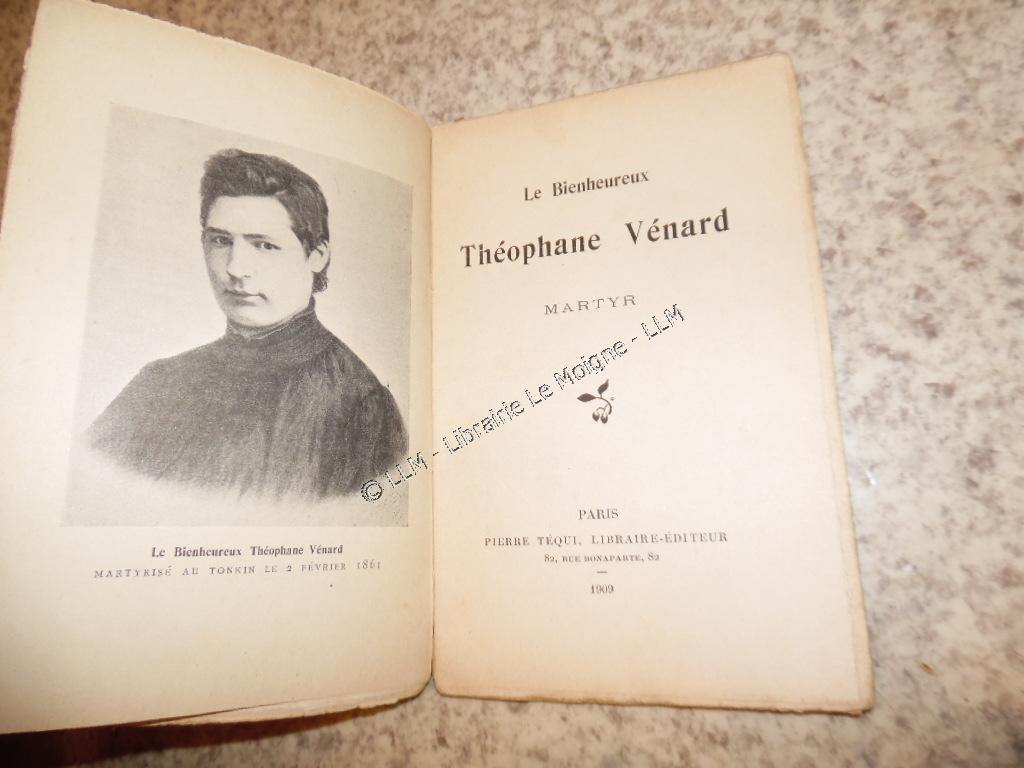 Le Bienheureux Théophane Vénard
MARTYRISÉ AU TONKIN LE 2 FÉVRIER 1861
Le Bienheureux
Théophane Vénard
MARTYR
© LLM - Librairie Le Moigne - LLM
PARIS
PIERRE TÉQUI, LIBRAIRE-ÉDITEUR
82, RUE BONAPARTE, 82
1909